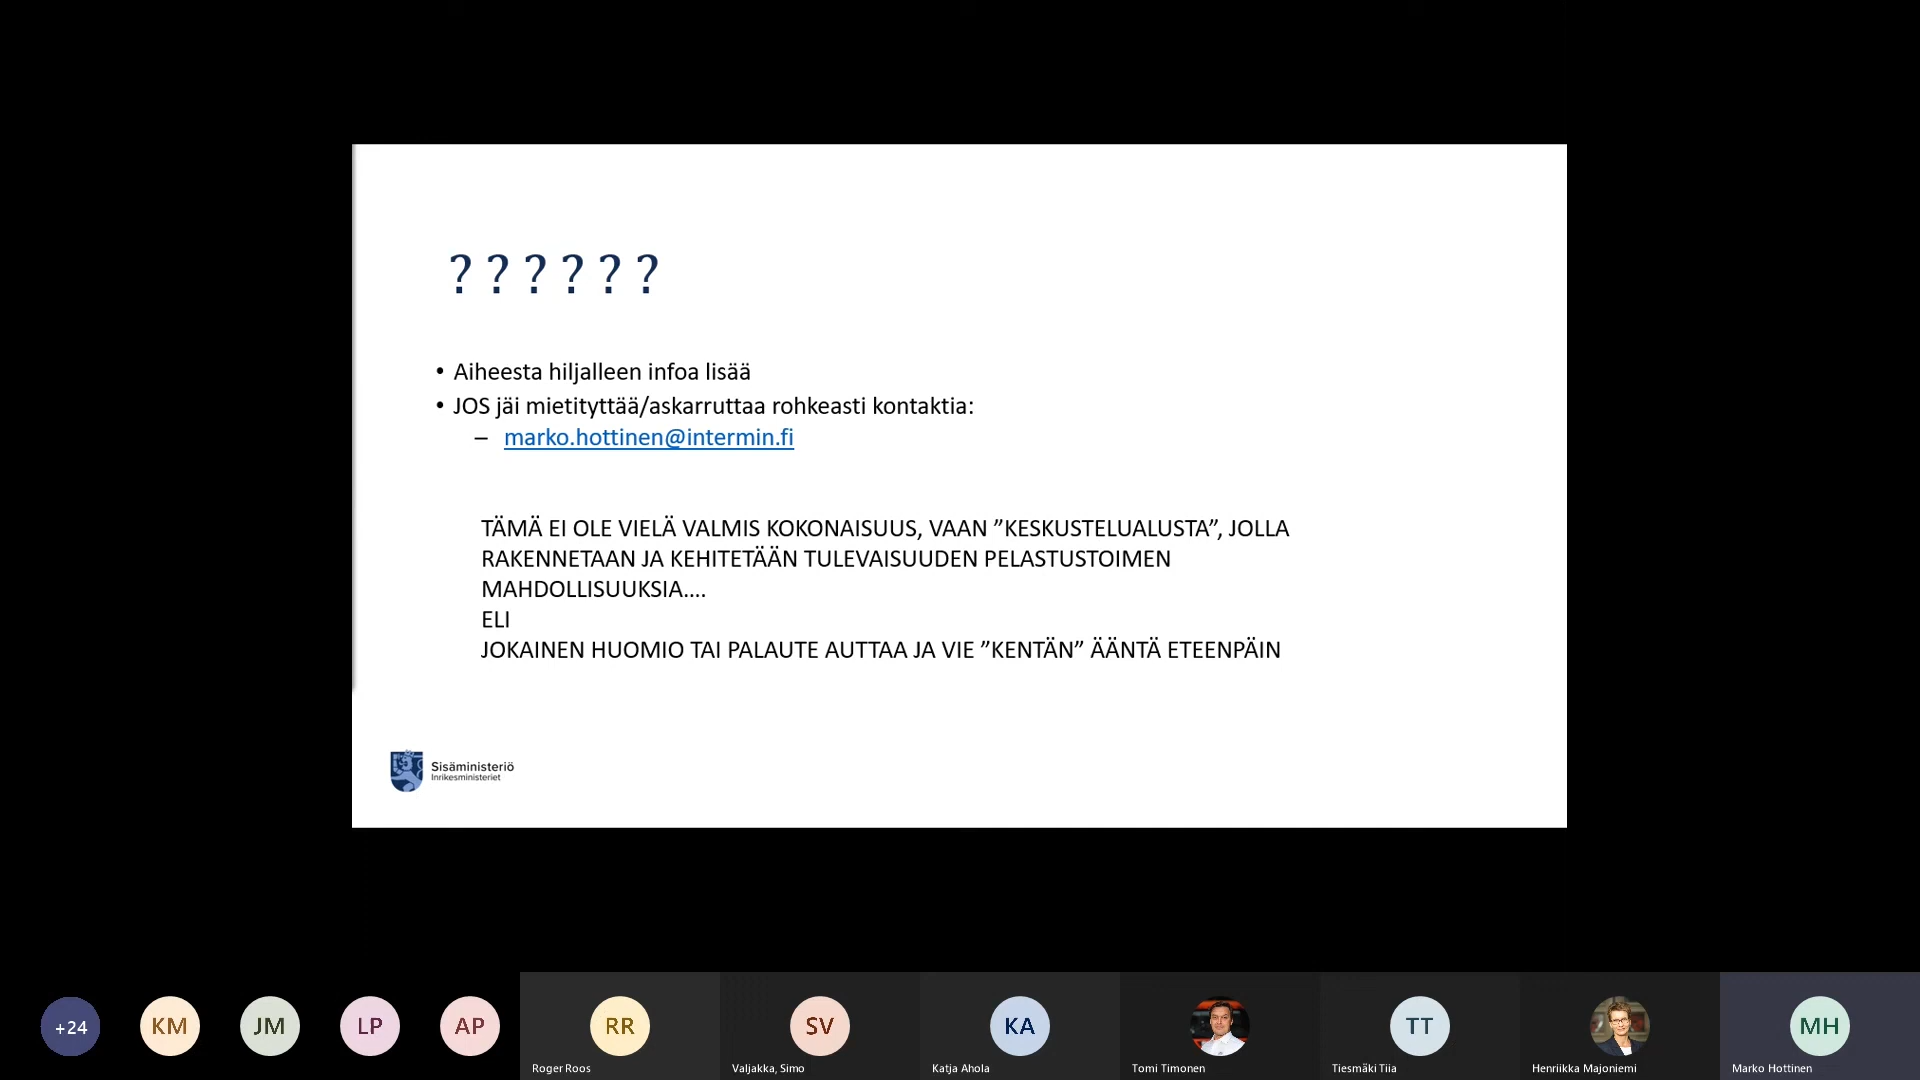 ? ? ? ? ? ?
• Aiheesta hiljalleen infoa lisää
• JOS jäi mietityttää/askarruttaa rohkeasti kontaktia:
– marko.hottinen@intermin.fi
TÄMÄ EI OLE VIELÄ VALMIS KOKONAISUUS, VAAN ”KESKUSTELUALUSTA”, JOLLA
RAKENNETAAN JA KEHITETÄÄN TULEVAISUUDEN PELASTUSTOIMEN
MAHDOLLISUUKSIA….
ELI
JOKAINEN HUOMIO TAI PALAUTE AUTTAA JA VIE ”KENTÄN” ÄÄNTÄ ETEENPÄIN
Sisäministeriö
Inrikesministeriet
+24
KM
JM
LP
AP
RR
Roger Roos
SV
Valjakka, Simo
KA
Katja Ahola
Tomi Timonen
TT
Tiesmäki Tiia
Henriikka Majoniemi
MH
Marko Hottinen